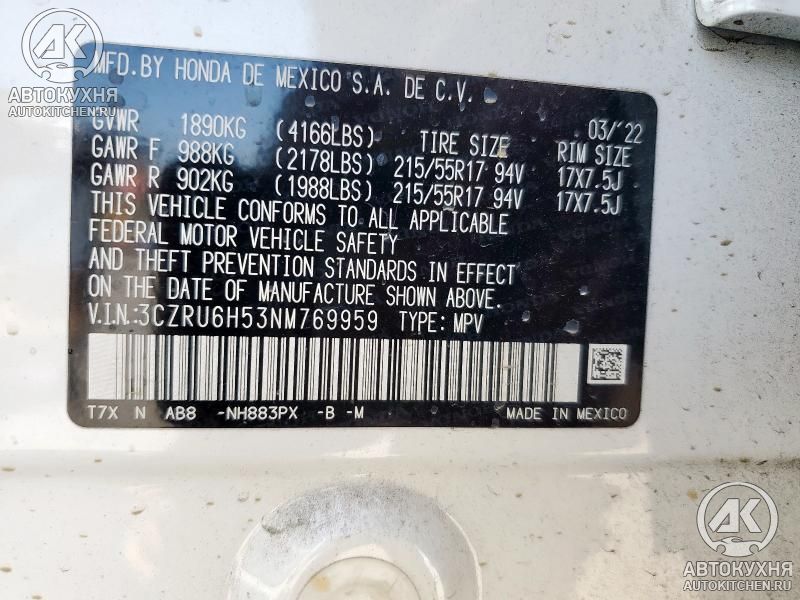 MFD.BY HONDA DE MEXICO S.A. DE C.V.
03/'22
GVWR 1890KG (4166LBS) TIRE SIZE RIM SIZE
GAWR F 988KG (2178LBS) 215/55R17 94V 17X7.5J
GAWR R 902KG (1988LBS) 215/55R17 94V 17X7.5J
THIS VEHICLE CONFORMS TO ALL APPLICABLE
FEDERAL MOTOR VEHICLE SAFETY
AND THEFT PREVENTION STANDARDS IN EFFECT
ON THE DATE OF MANUFACTURE SHOWN ABOVE.
V.I.N.:3CZRU6H53NM769959 TYPE: MPV
T7X N AB8 -NH883PX -B -M MADE IN MEXICO
АК
АВТОКУХНЯ
AUTOKITCHEN.RU
АК
АВТОКУХНЯ
AUTOKITCHEN.RU